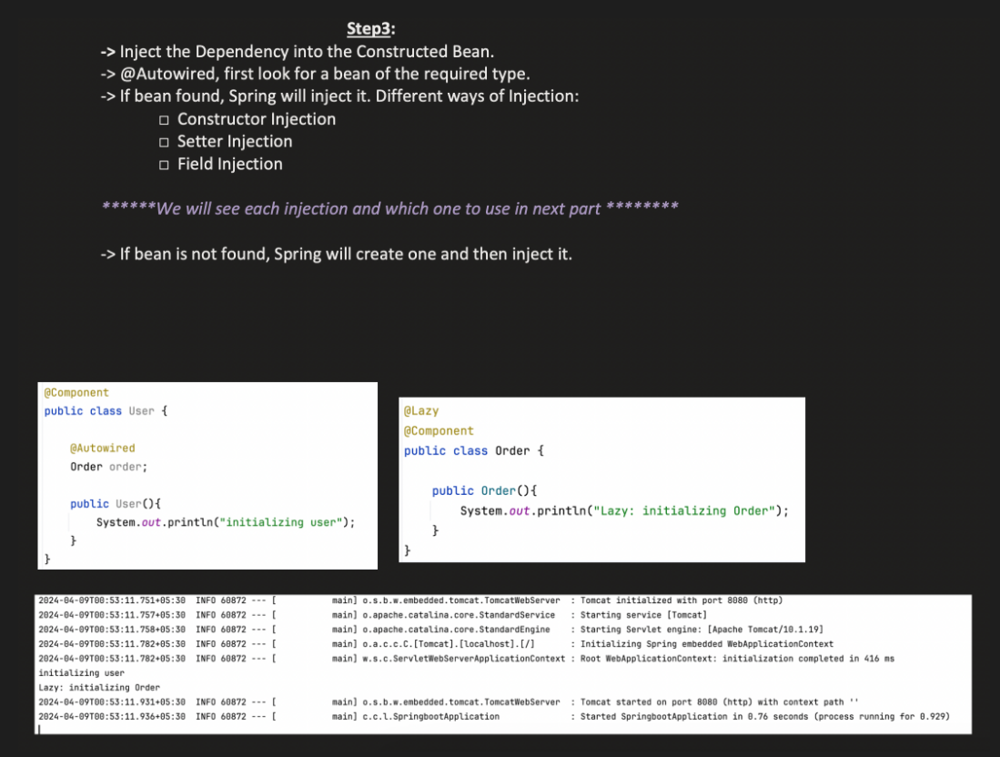 Step3:
-> Inject the Dependency into the Constructed Bean.
-> @Autowired, first look for a bean of the required type.
-> If bean found, Spring will inject it. Different ways of Injection:
□ Constructor Injection
□ Setter Injection
□ Field Injection
******We will see each injection and which one to use in next part ********
-> If bean is not found, Spring will create one and then inject it.
@Component
public class User {
@Autowired
Order order;
public User(){
System.out.println("initializing user");
}
}
@Lazy
@Component
public class Order {
public Order(){
System.out.println("Lazy: initializing Order");
}
}
2024-04-09T00:53:11.751+05:30  INFO 60872 --- [           main] o.s.b.w.embedded.tomcat.TomcatWebServer  : Tomcat initialized with port 8080 (http)
2024-04-09T00:53:11.757+05:30  INFO 60872 --- [           main] o.apache.catalina.core.StandardService   : Starting service [Tomcat]
2024-04-09T00:53:11.758+05:30  INFO 60872 --- [           main] o.apache.catalina.core.StandardEngine    : Starting Servlet engine: [Apache Tomcat/10.1.19]
2024-04-09T00:53:11.782+05:30  INFO 60872 --- [           main] o.a.c.c.C.[Tomcat].[localhost].[/]       : Initializing Spring embedded WebApplicationContext
2024-04-09T00:53:11.782+05:30  INFO 60872 --- [           main] w.s.c.ServletWebServerApplicationContext : Root WebApplicationContext: initialization completed in 416 ms
initializing user
Lazy: initializing Order
2024-04-09T00:53:11.931+05:30  INFO 60872 --- [           main] o.s.b.w.embedded.tomcat.TomcatWebServer  : Tomcat started on port 8080 (http) with context path ''
2024-04-09T00:53:11.936+05:30  INFO 60872 --- [           main] c.c.l.SpringbootApplication              : Started SpringbootApplication in 0.76 seconds (process running for 0.929)